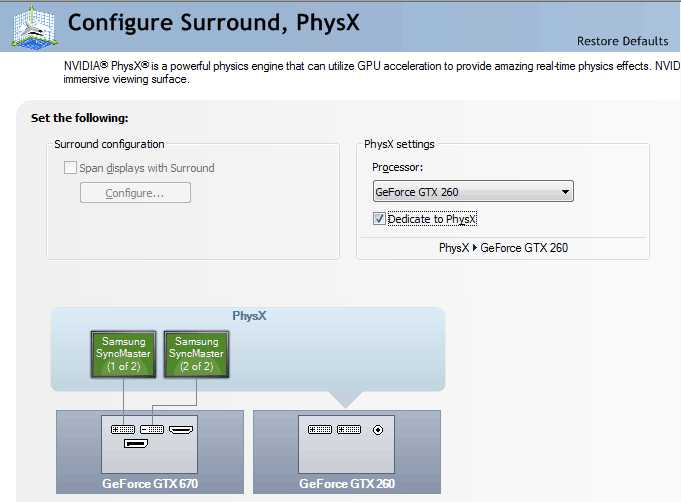 Configure Surround, PhysX
Restore Defaults
NVIDIA® PhysX® is a powerful physics engine that can utilize GPU acceleration to provide amazing real-time physics effects. NVID
immersive viewing surface.
Set the following:
Surround configuration
Span displays with Surround
Configure...
PhysX settings
Processor:
GeForce GTX 260
Dedicate to PhysX
PhysX ▸ GeForce GTX 260
PhysX
Samsung
SyncMaster
(1 of 2)
Samsung
SyncMaster
(2 of 2)
GeForce GTX 670
GeForce GTX 260